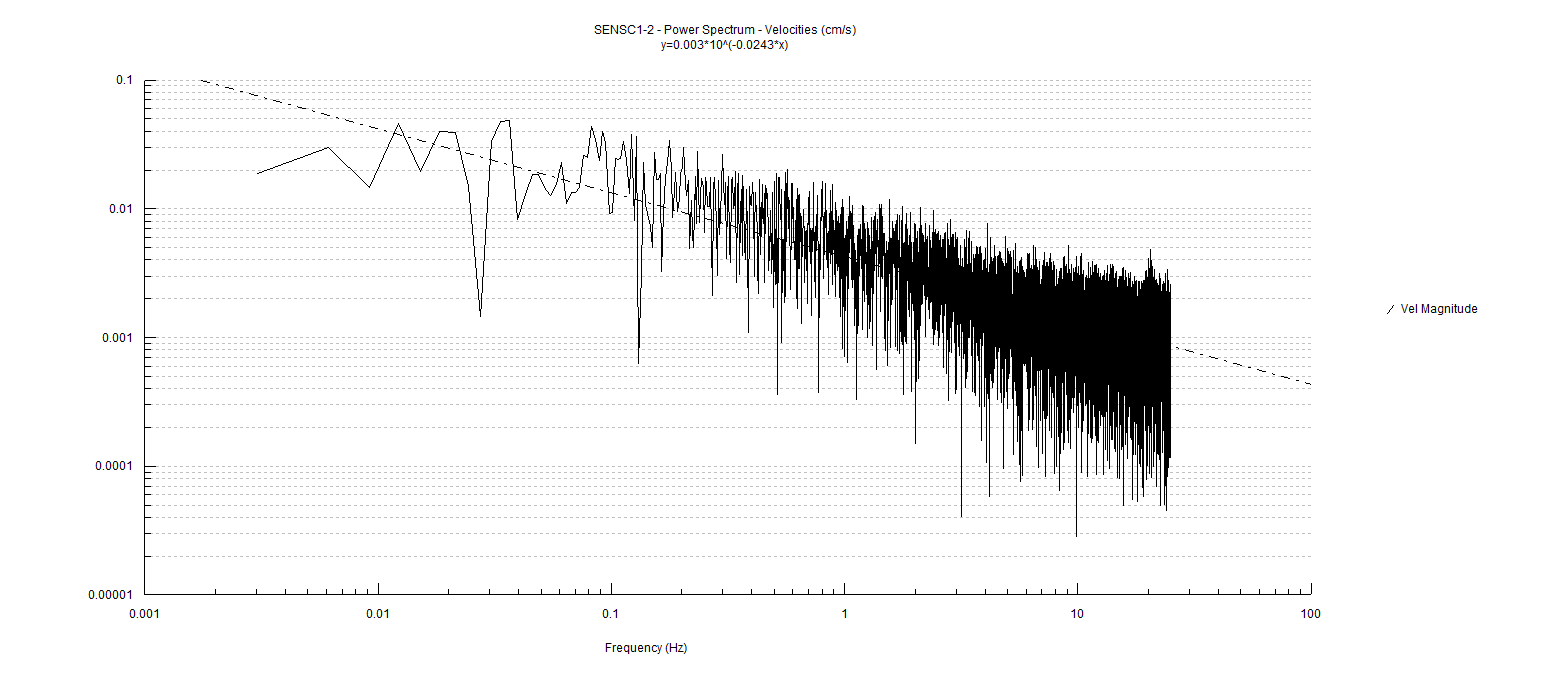 SENSC1-2 - Power Spectrum - Velocities (cm/s)
y=0.003*10^(-0.0243*x)
0.1
0.01
0.001
0.0001
0.00001
0.001 0.01 0.1 1 10 100
Frequency (Hz)
Vel Magnitude